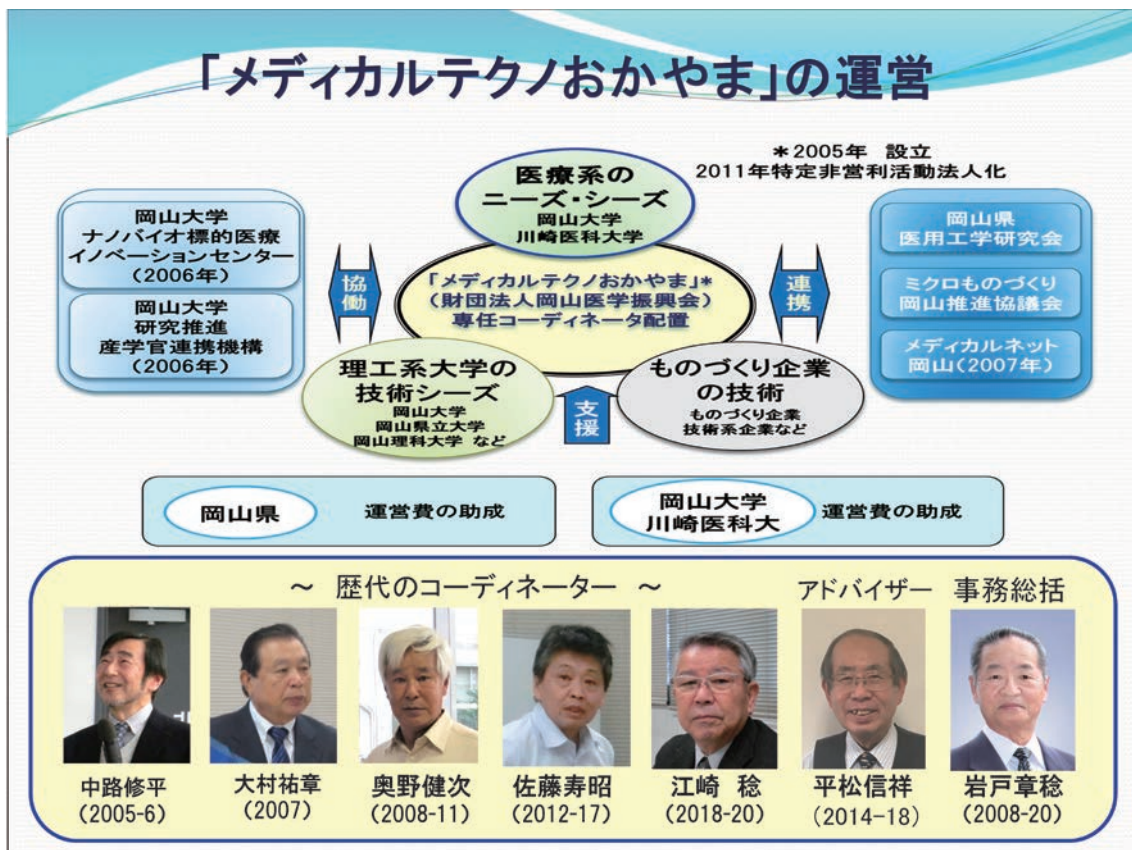 「メディカルテクノおかやま」の運営
*2005年 設立
2011年特定非営利活動法人化
医療系の
ニーズ・シーズ
岡山大学
川崎医科大学
岡山大学
ナノバイオ標的医療
イノベーションセンター
(2006年)
岡山大学
研究推進
産学官連携機構
(2006年)
協働
「メディカルテクノおかやま」*
(財団法人岡山医学振興会)
専任コーディネータ配置
連携
岡山県
医用工学研究会
ミクロものづくり
岡山推進協議会
メディカルネット
岡山(2007年)
理工系大学の
技術シーズ
岡山大学
岡山県立大学
岡山理科大学 など
支援
ものづくり企業
の技術
ものづくり企業
技術系企業など
岡山県 運営費の助成
岡山大学
川崎医科大
運営費の助成
~ 歴代のコーディネーター ~ アドバイザー 事務総括
中路修平 大村祐章 奥野健次 佐藤寿昭 江崎 稔 平松信祥 岩戸章稔
(2005-6) (2007) (2008-11) (2012-17) (2018-20) (2014-18) (2008-20)